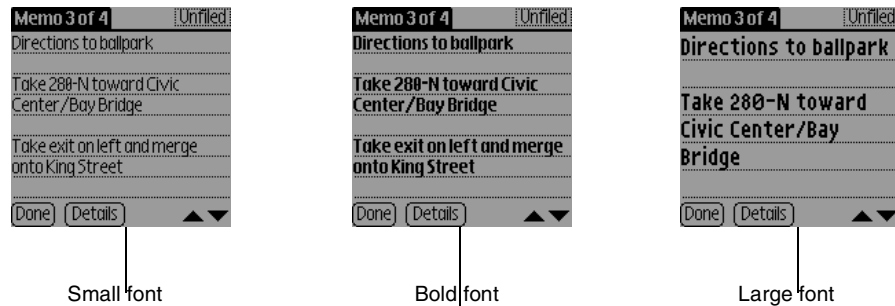 Memo 3 of 4 Unfiled
Directions to ballpark
Take 280-N toward Civic
Center/Bay Bridge
Take exit on left and merge
onto King Street
Done Details
Small font
Memo 3 of 4 Unfiled
Directions to ballpark
Take 280-N toward Civic
Center/Bay Bridge
Take exit on left and merge
onto King Street
Done Details
Bold font
Memo 3 of 4 Unfiled
Directions to ballpark
Take 280-N toward
Civic Center/Bay
Bridge
Done Details
Large font